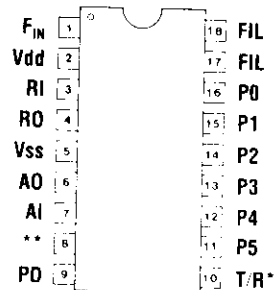 F_IN 1 18 FIL
Vdd 2 17 FIL
RI 3 16 P0
RO 4 15 P1
Vss 5 14 P2
AO 6 13 P3
AI 7 12 P4
** 8 11 P5
PD 9 10 T/R*